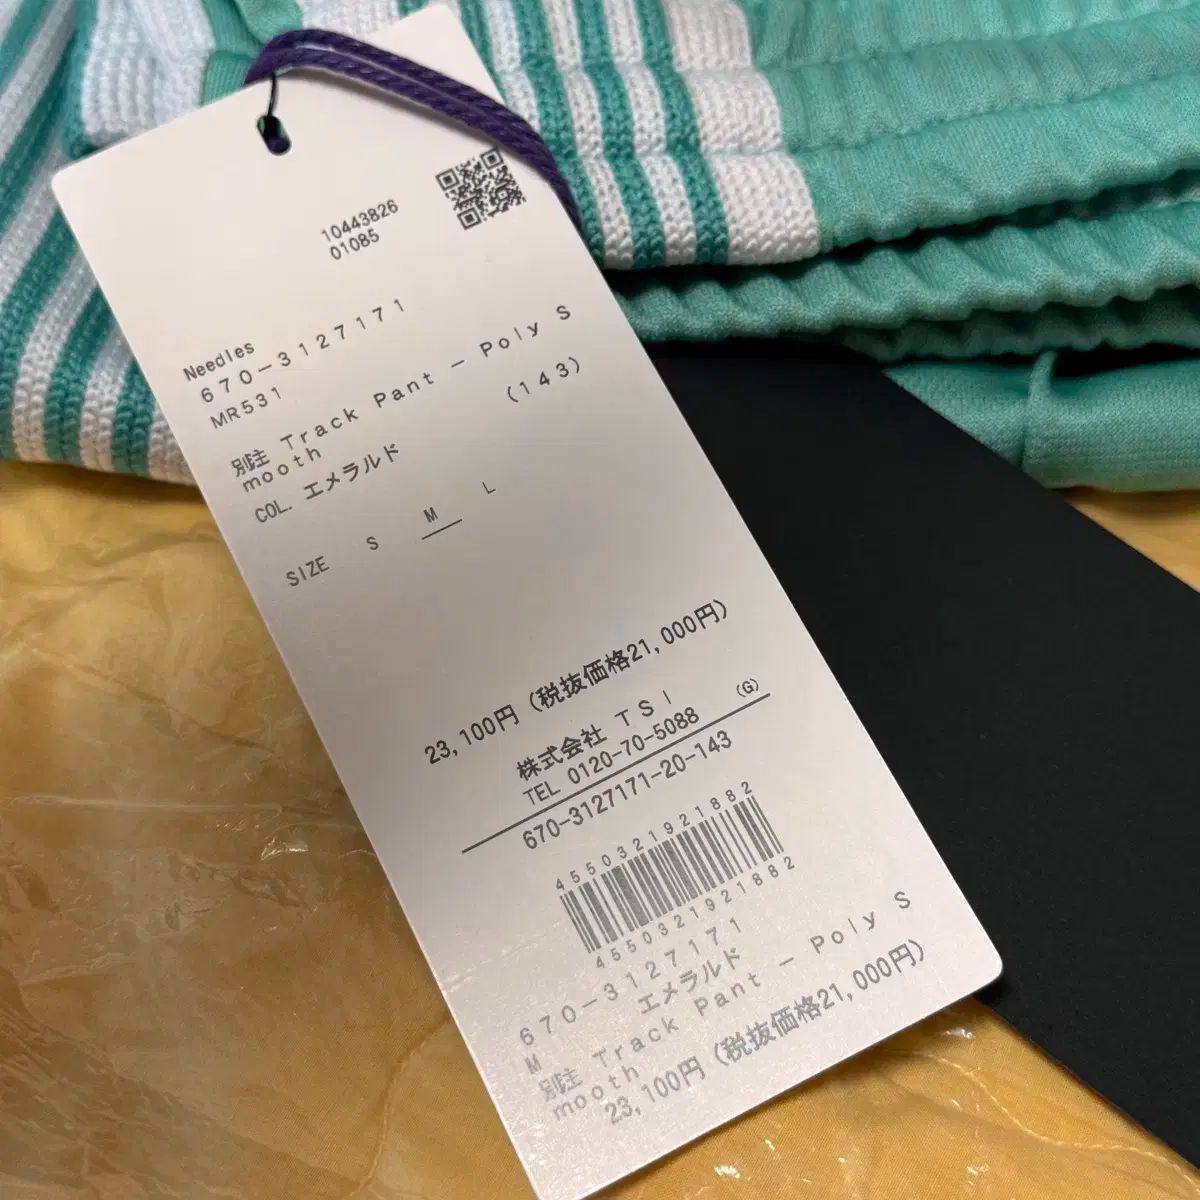 10443826
01085
Needles
670-3127171
MR531
別注 Track Pant - Poly S
mooth (143)
COL. エメラルド
SIZE S M L
23,100円 (税抜価格21,000円)
株式会社 TSI (G)
TEL 0120-70-5088
670-3127171-20-143
4550321921882
4550321921882
670-3127171
エメラルド
M
別注 Track Pant - Poly S
mooth
23,100円 (税抜価格21,000円)